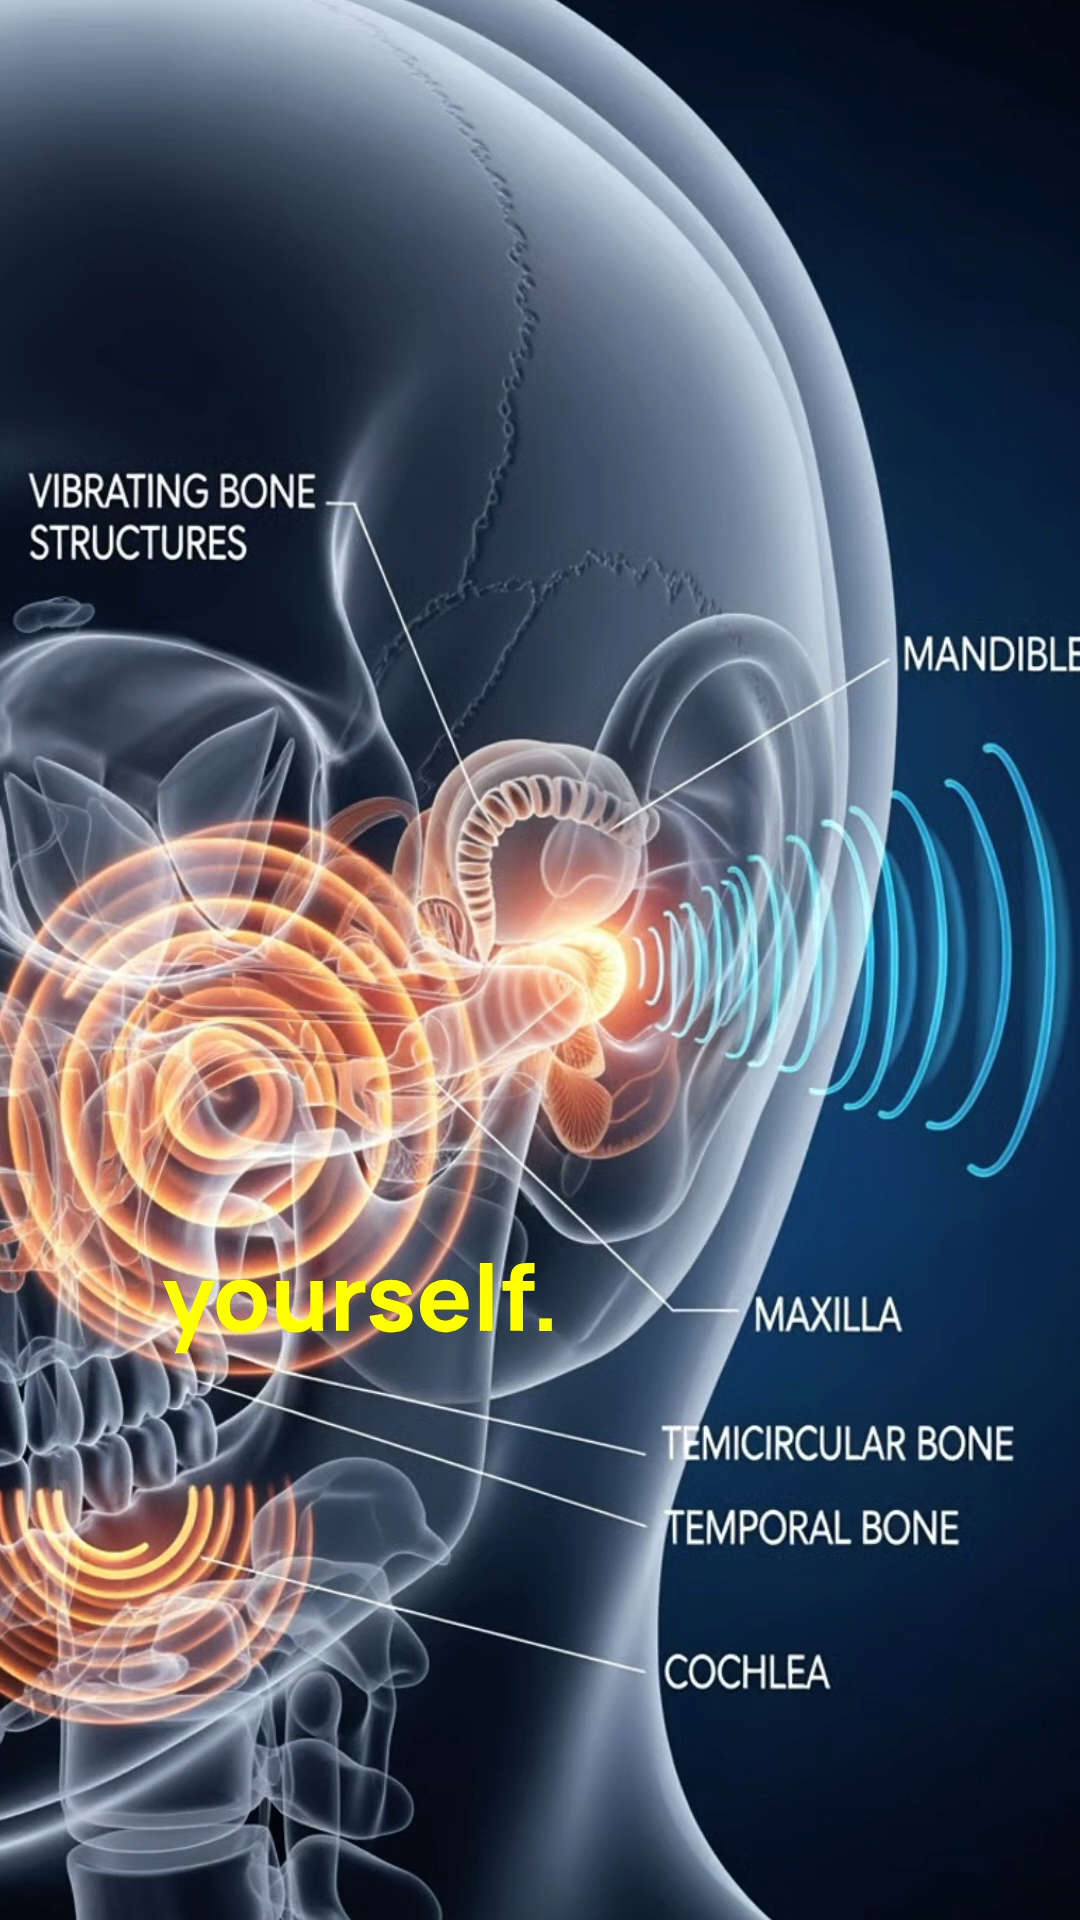 VIBRATING BONE
STRUCTURES
MANDIBLE
yourself.
MAXILLA
TEMICIRCULAR BONE
TEMPORAL BONE
COCHLEA